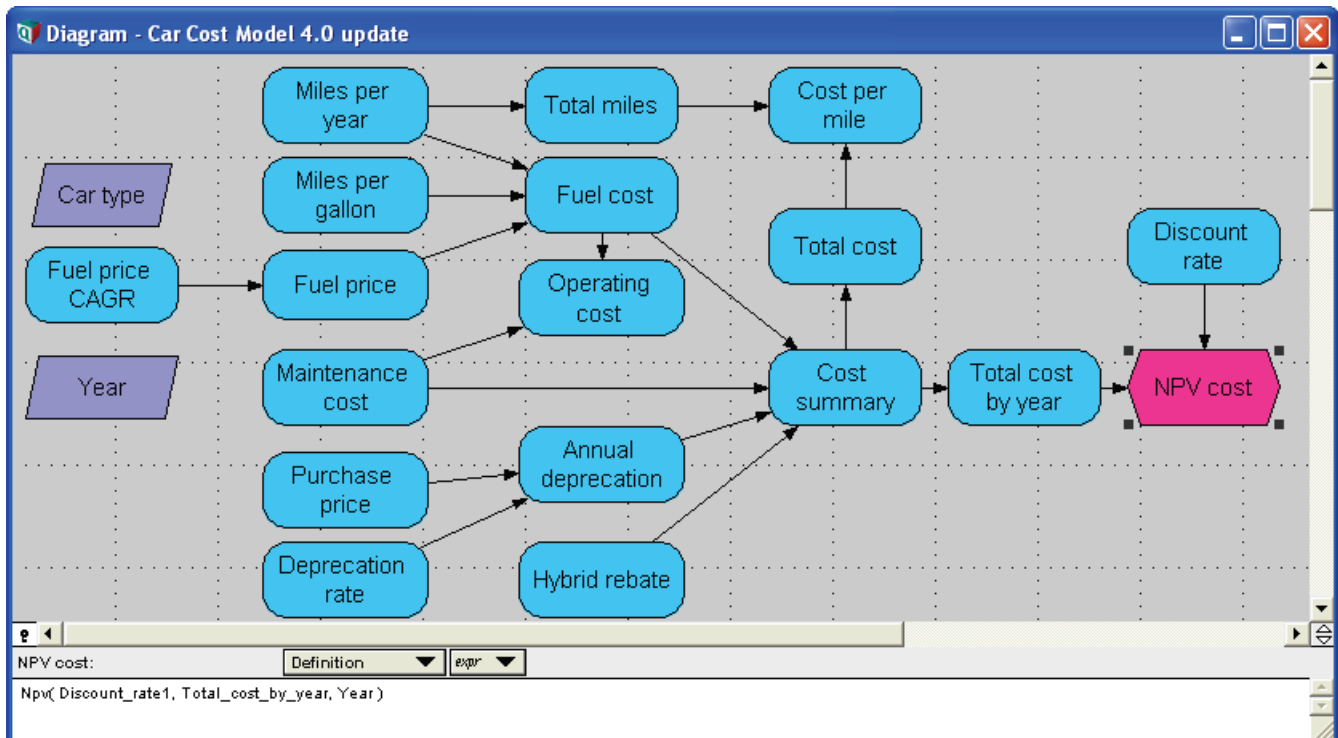 Diagram - Car Cost Model 4.0 update
Miles per
year
Total miles
Cost per
mile
Car type
Miles per
gallon
Fuel cost
Fuel price
CAGR
Fuel price
Operating
cost
Total cost
Discount
rate
Year
Maintenance
cost
Cost
summary
Total cost
by year
NPV cost
Purchase
price
Annual
deprecation
Deprecation
rate
Hybrid rebate
NPV cost:
Definition
expr
Npv( Discount_rate1, Total_cost_by_year, Year )